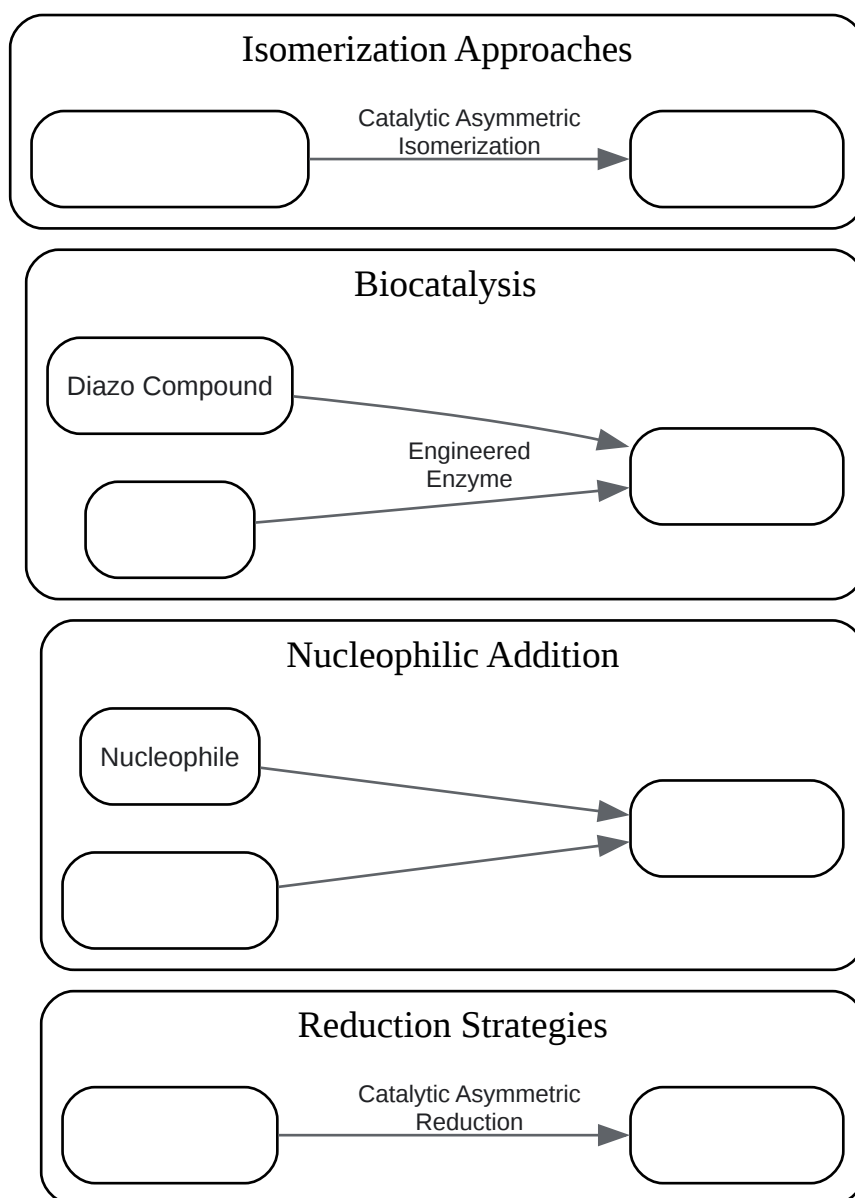 Isomerization Approaches
Catalytic Asymmetric
Isomerization
Biocatalysis
Diazo Compound
Engineered
Enzyme
Nucleophilic Addition
Nucleophile
Reduction Strategies
Catalytic Asymmetric
Reduction